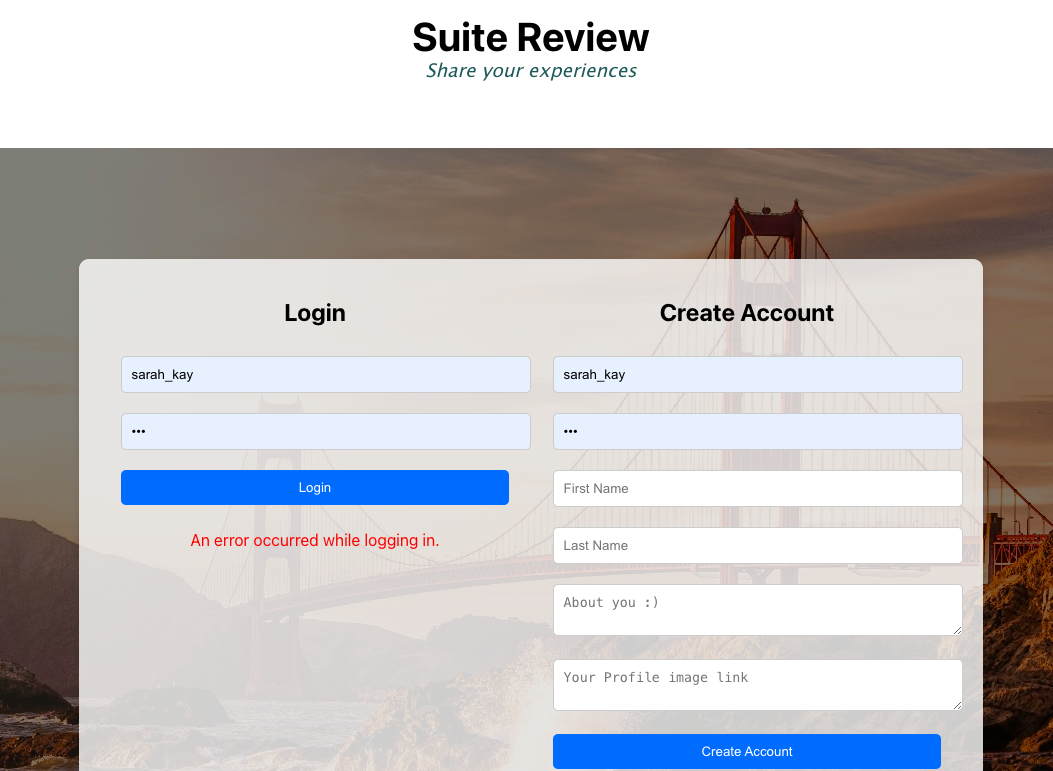 Suite Review
Share your experiences
Login
sarah_kay
•••
Login
An error occurred while logging in.
Create Account
sarah_kay
•••
First Name
Last Name
About you :)
Your Profile image link
Create Account